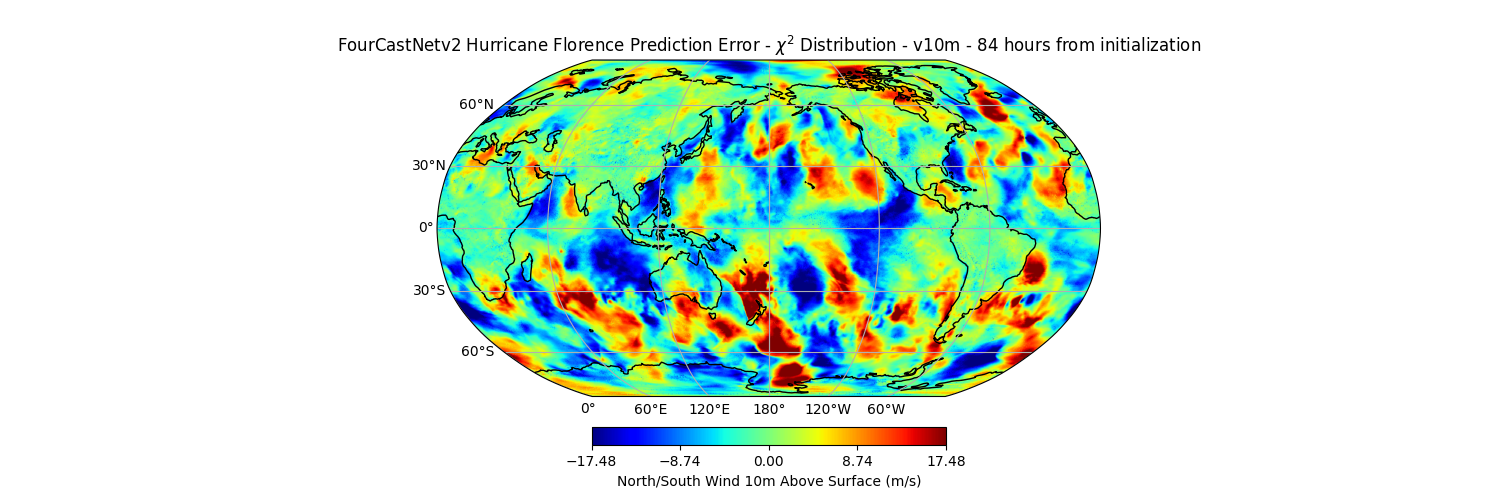 FourCastNetv2 Hurricane Florence Prediction Error - χ² Distribution - v10m - 84 hours from initialization
60°N
30°N
0°
30°S
60°S
0° 60°E 120°E 180° 120°W 60°W
−17.48 −8.74 0.00 8.74 17.48
North/South Wind 10m Above Surface (m/s)